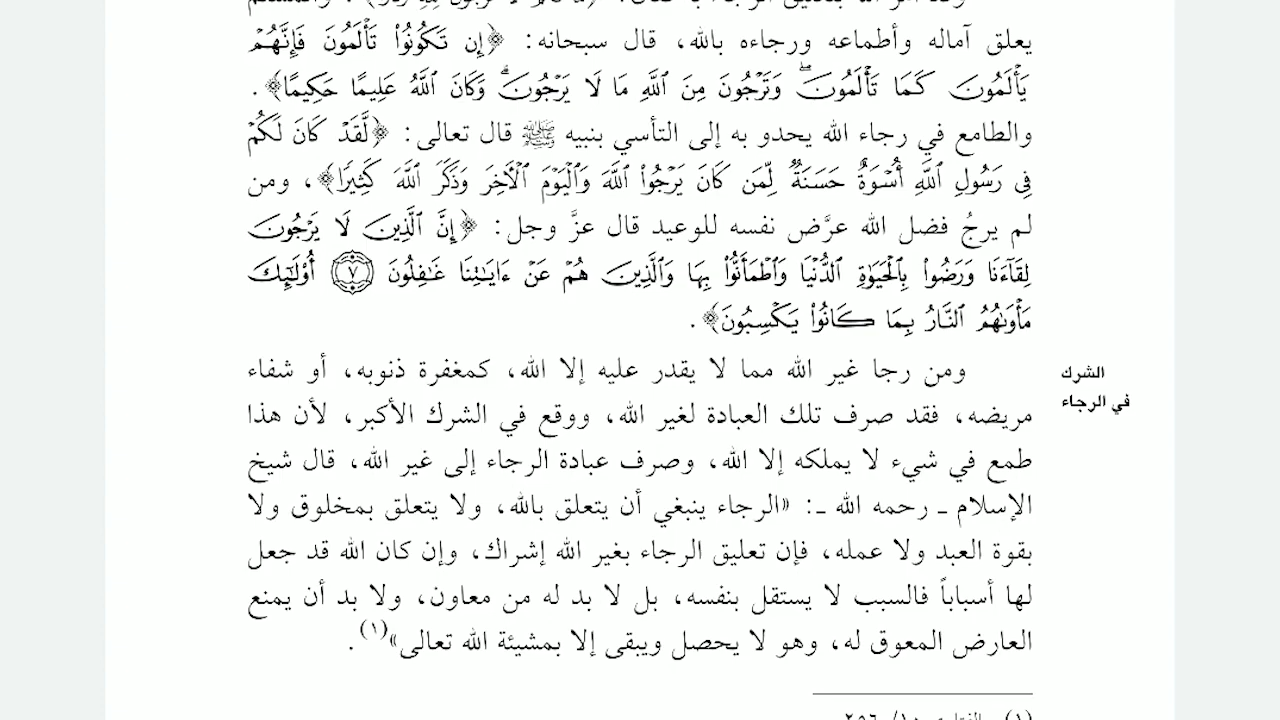 يعلق آماله وأطماعه ورجاءه بالله، قال سبحانه: ﴿إِن تَكُونُوا۟ تَأْلَمُونَ فَإِنَّهُمْ
يَأْلَمُونَ كَمَا تَأْلَمُونَ ۖ وَتَرْجُونَ مِنَ ٱللَّهِ مَا لَا يَرْجُونَ ۗ وَكَانَ ٱللَّهُ عَلِيمًا حَكِيمًا﴾.
والطامع في رجاء الله يحدو به إلى التأسي بنبيه ﷺ قال تعالى: ﴿لَّقَدْ كَانَ لَكُمْ
فِى رَسُولِ ٱللَّهِ أُسْوَةٌ حَسَنَةٌ لِّمَن كَانَ يَرْجُوا۟ ٱللَّهَ وَٱلْيَوْمَ ٱلْـَٔاخِرَ وَذَكَرَ ٱللَّهَ كَثِيرًا﴾، ومن
لم يرجُ فضل الله عرَّض نفسه للوعيد قال عزَّ وجل: ﴿إِنَّ ٱلَّذِينَ لَا يَرْجُونَ
لِقَآءَنَا وَرَضُوا۟ بِٱلْحَيَوٰةِ ٱلدُّنْيَا وَٱطْمَأَنُّوا۟ بِهَا وَٱلَّذِينَ هُمْ عَنْ ءَايَٰتِنَا غَٰفِلُونَ ۝٧ أُو۟لَٰٓئِكَ
مَأْوَىٰهُمُ ٱلنَّارُ بِمَا كَانُوا۟ يَكْسِبُونَ﴾.
الشرك
في الرجاء
ومن رجا غير الله مما لا يقدر عليه إلا الله، كمغفرة ذنوبه، أو شفاء
مريضه، فقد صرف تلك العبادة لغير الله، ووقع في الشرك الأكبر، لأن هذا
طمع في شيء لا يملكه إلا الله، وصرف عبادة الرجاء إلى غير الله، قال شيخ
الإسلام ـ رحمه الله ـ: «الرجاء ينبغي أن يتعلق بالله، ولا يتعلق بمخلوق ولا
بقوة العبد ولا عمله، فإن تعليق الرجاء بغير الله إشراك، وإن كان الله قد جعل
لها أسباباً فالسبب لا يستقل بنفسه، بل لا بد له من معاون، ولا بد أن يمنع
العارض المعوق له، وهو لا يحصل ويبقى إلا بمشيئة الله تعالى»(١).